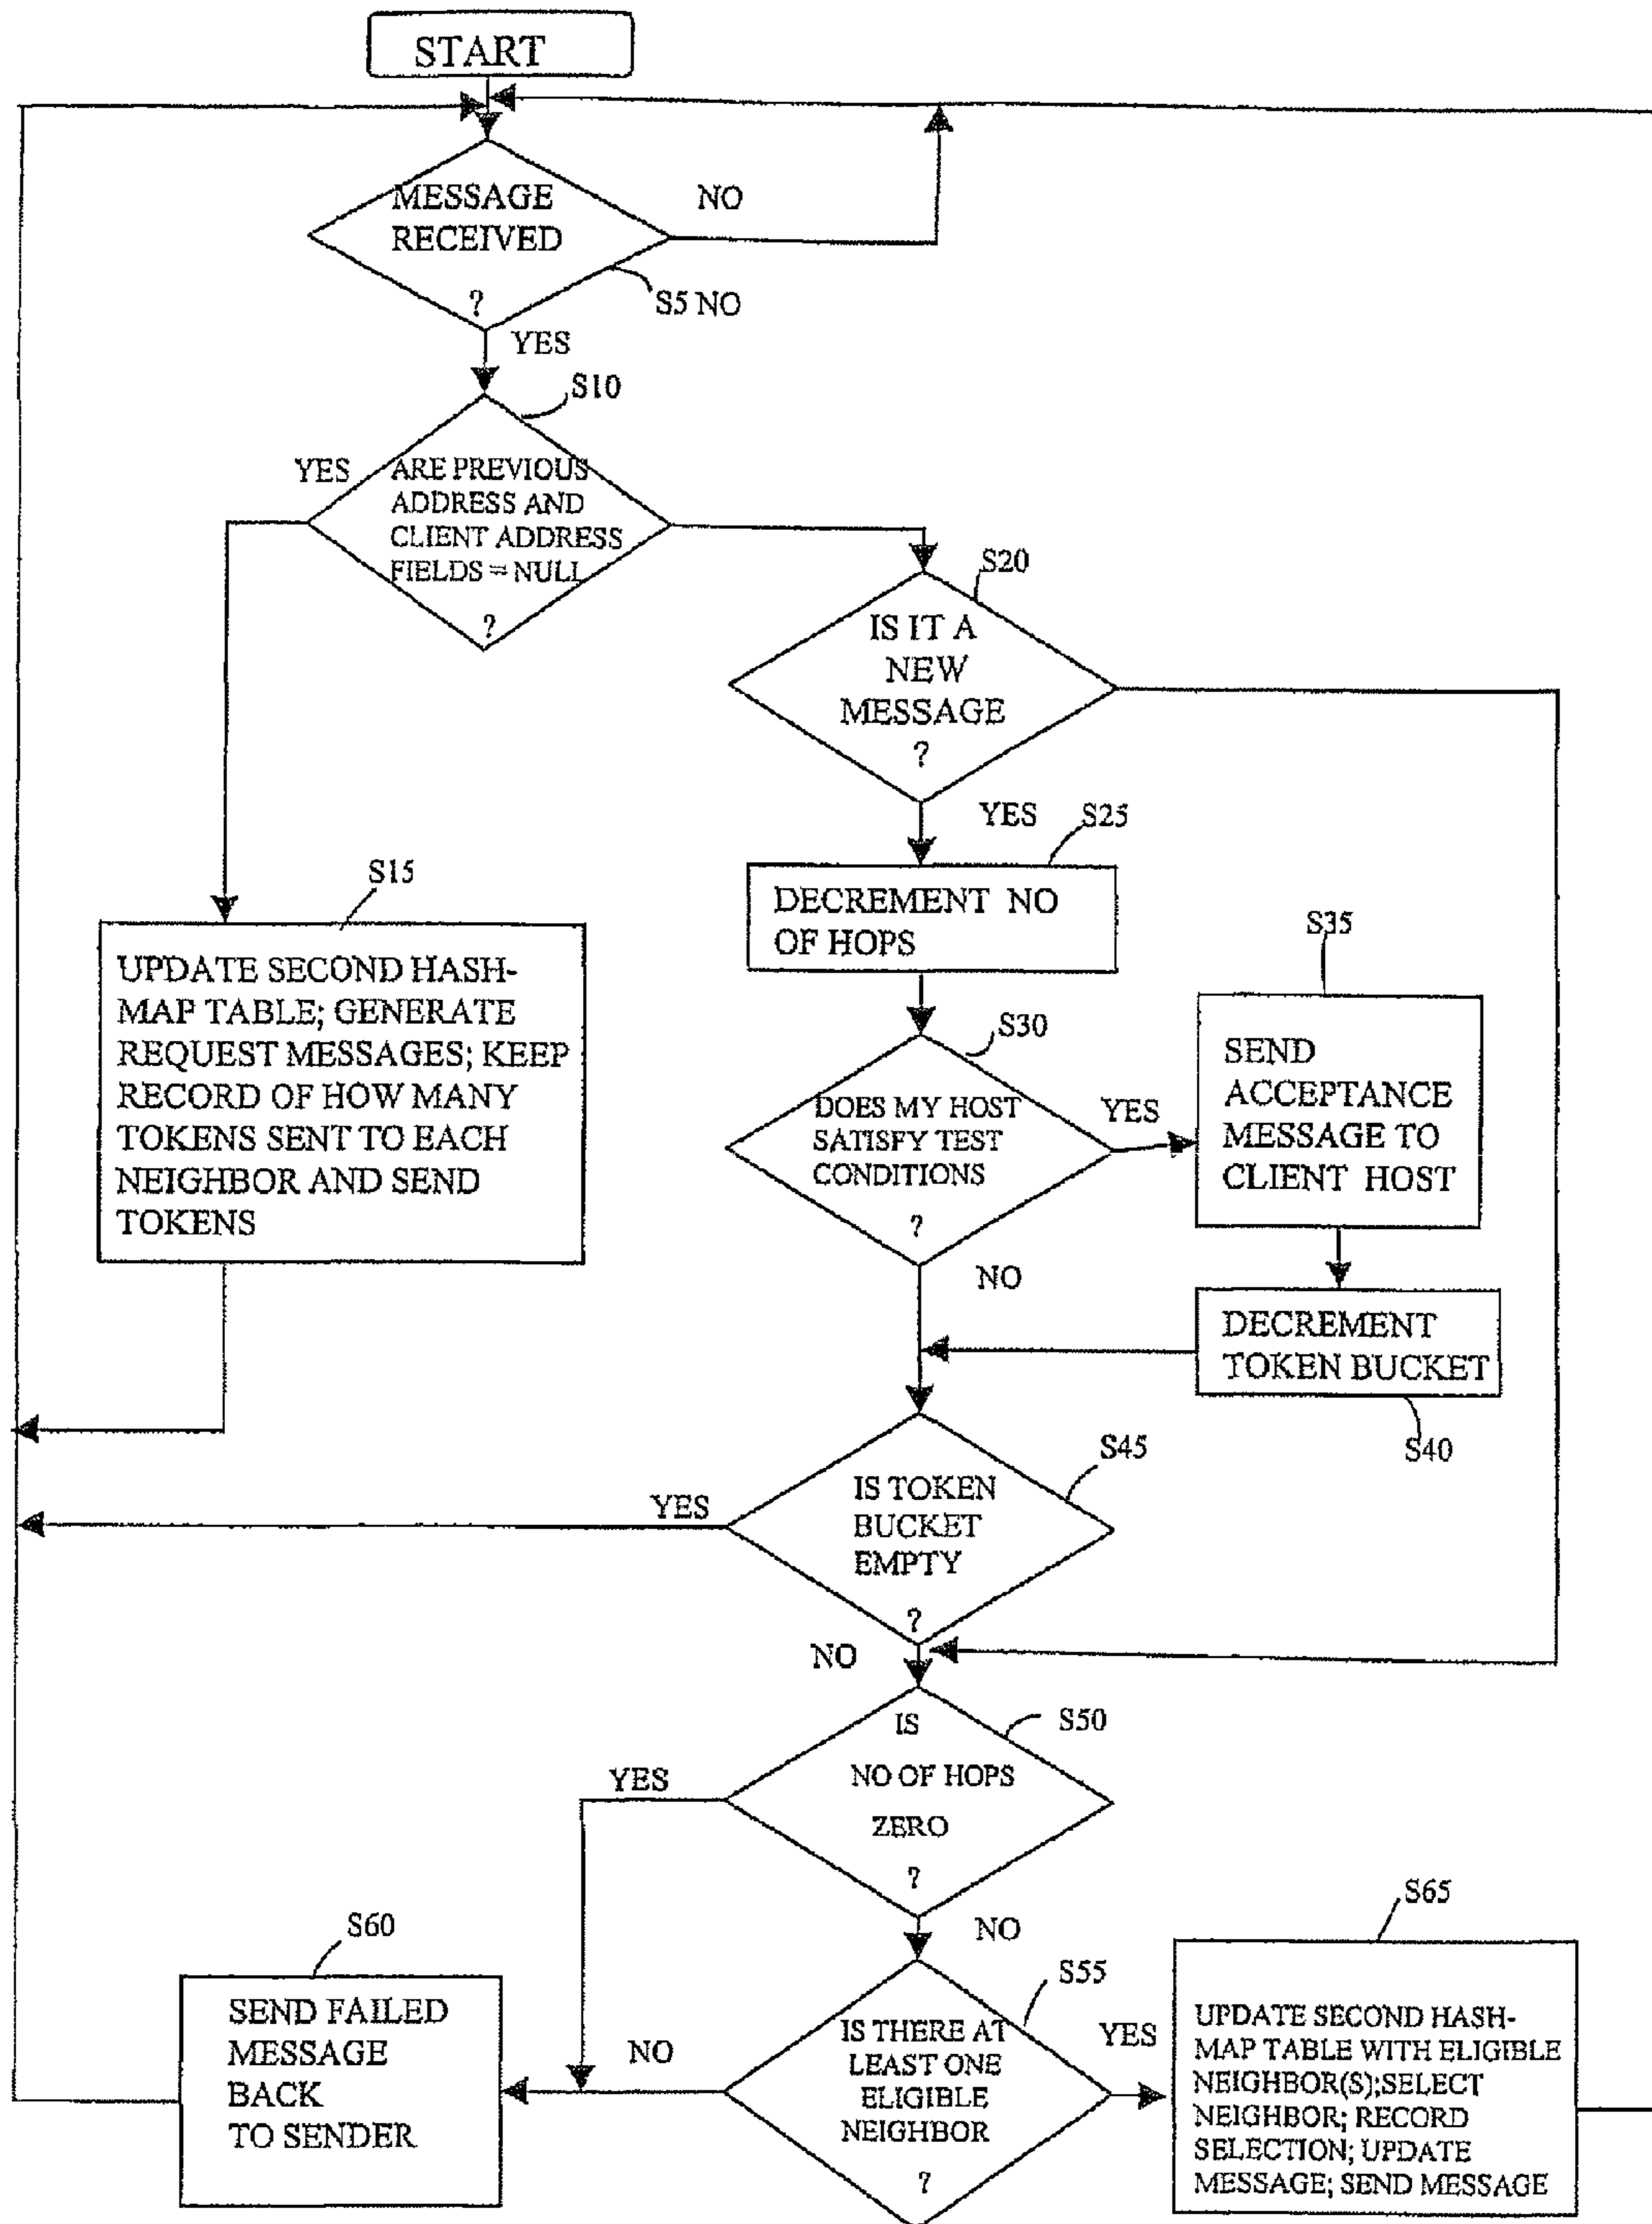 START
MESSAGE
RECEIVED
?
NO
S5 NO
YES
S10
YES
ARE PREVIOUS
ADDRESS AND
CLIENT ADDRESS
FIELDS = NULL
?
S20
IS IT A
NEW
MESSAGE
?
YES
S25
DECREMENT NO
OF HOPS
S15
UPDATE SECOND HASH-
MAP TABLE; GENERATE
REQUEST MESSAGES; KEEP
RECORD OF HOW MANY
TOKENS SENT TO EACH
NEIGHBOR AND SEND
TOKENS
S30
DOES MY HOST
SATISFY TEST
CONDITIONS
?
YES
NO
S35
SEND
ACCEPTANCE
MESSAGE TO
CLIENT HOST
DECREMENT
TOKEN BUCKET
S40
S45
IS TOKEN
BUCKET
EMPTY
?
YES
NO
S50
IS
NO OF HOPS
ZERO
?
YES
NO
S55
IS THERE AT
LEAST ONE
ELIGIBLE
NEIGHBOR
?
NO
YES
S60
SEND FAILED
MESSAGE
BACK
TO SENDER
S65
UPDATE SECOND HASH-
MAP TABLE WITH ELIGIBLE
NEIGHBOR(S);SELECT
NEIGHBOR; RECORD
SELECTION; UPDATE
MESSAGE; SEND MESSAGE